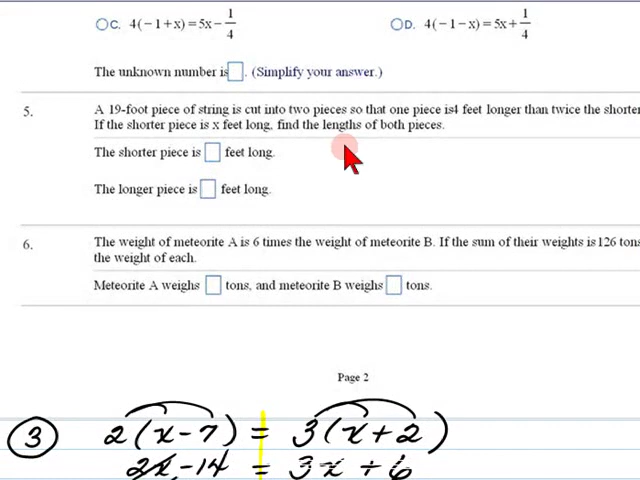 C. 4(−1+x)=5x−1/4 D. 4(−1−x)=5x+1/4
The unknown number is . (Simplify your answer.)
5. A 19-foot piece of string is cut into two pieces so that one piece is 4 feet longer than twice the shorter
If the shorter piece is x feet long, find the lengths of both pieces.
The shorter piece is feet long.
The longer piece is feet long.
6. The weight of meteorite A is 6 times the weight of meteorite B. If the sum of their weights is 126 tons
the weight of each.
Meteorite A weighs tons, and meteorite B weighs tons.
Page 2
3 2(x-7) = 3(x+2)
2x-14 = 3x+6